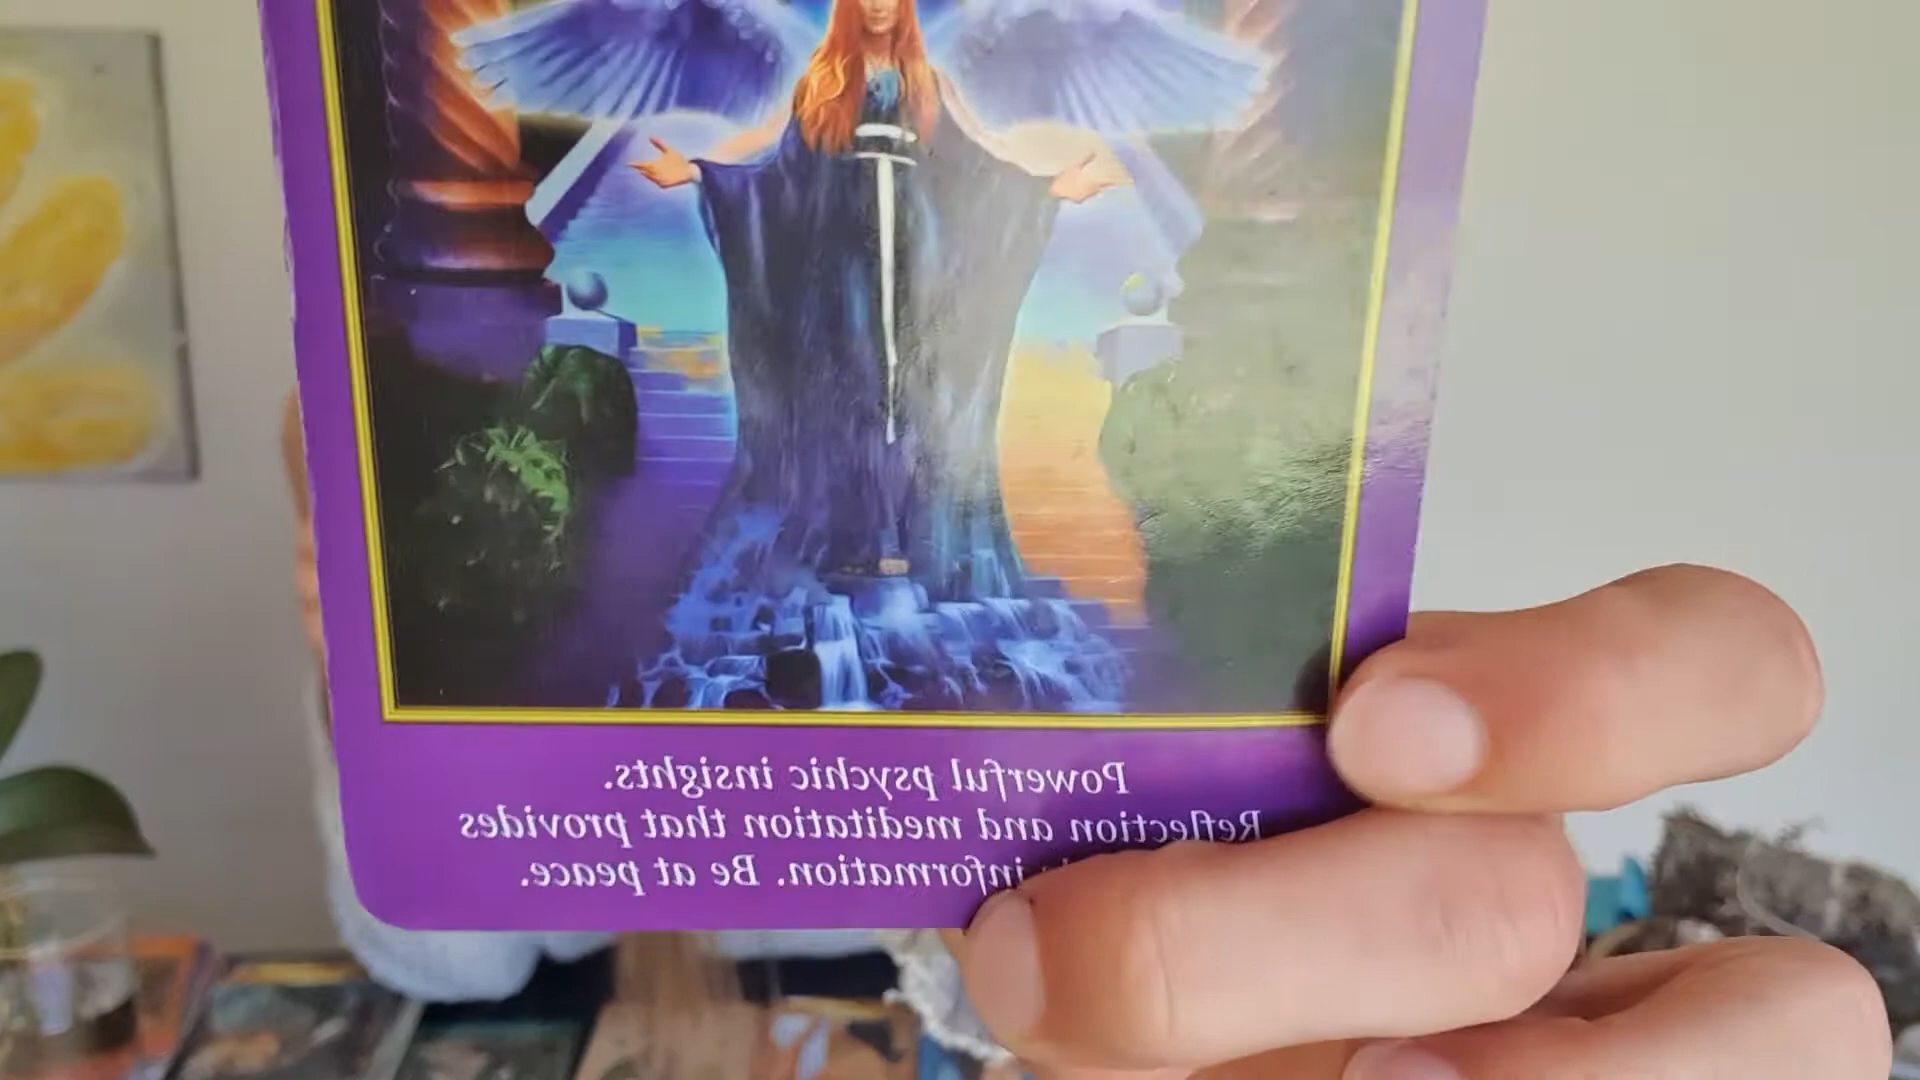 Powerful psychic insights.
Reflection and meditation that provides
information. Be at peace.